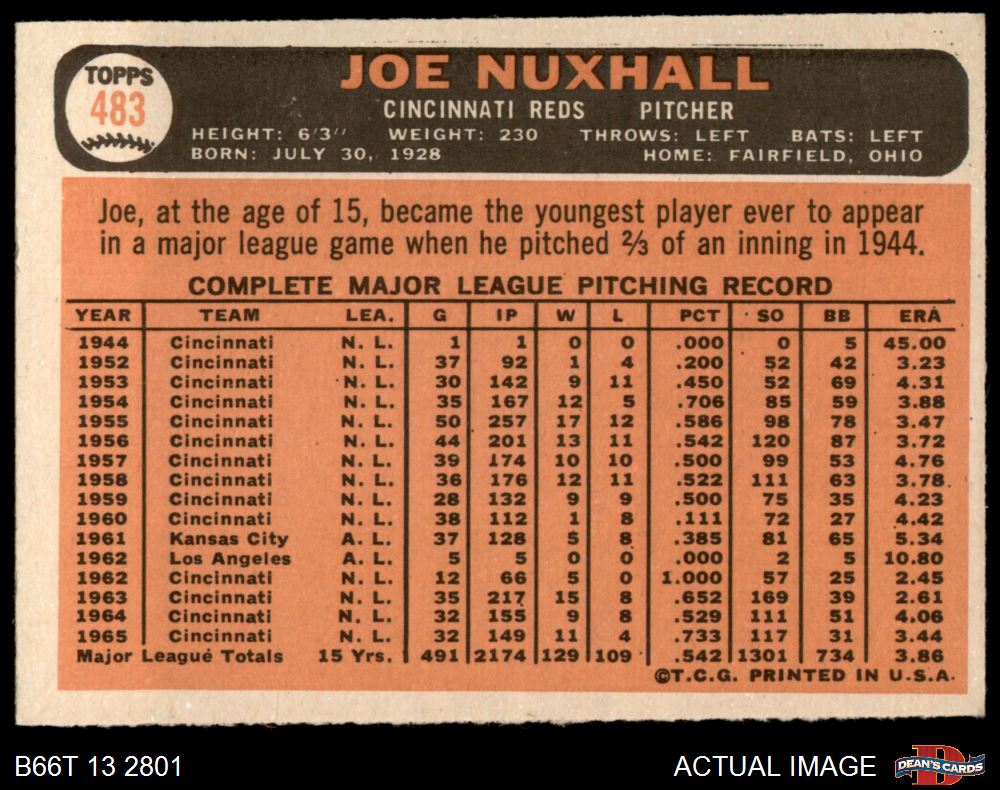 TOPPS
483
JOE NUXHALL
CINCINNATI REDS PITCHER
HEIGHT: 6'3" WEIGHT: 230 THROWS: LEFT BATS: LEFT
BORN: JULY 30, 1928 HOME: FAIRFIELD, OHIO
Joe, at the age of 15, became the youngest player ever to appear
in a major league game when he pitched 2/3 of an inning in 1944.
COMPLETE MAJOR LEAGUE PITCHING RECORD
YEAR TEAM LEA. G IP W L PCT SO BB ERA
1944 Cincinnati N. L. 1 1 0 0 .000 0 5 45.00
1952 Cincinnati N. L. 37 92 1 4 .200 52 42 3.23
1953 Cincinnati N. L. 30 142 9 11 .450 52 69 4.31
1954 Cincinnati N. L. 35 167 12 5 .706 85 59 3.88
1955 Cincinnati N. L. 50 257 17 12 .586 98 78 3.47
1956 Cincinnati N. L. 44 201 13 11 .542 120 87 3.72
1957 Cincinnati N. L. 39 174 10 10 .500 99 53 4.76
1958 Cincinnati N. L. 36 176 12 11 .522 111 63 3.78
1959 Cincinnati N. L. 28 132 9 9 .500 75 35 4.23
1960 Cincinnati N. L. 38 112 1 8 .111 72 27 4.42
1961 Kansas City A. L. 37 128 5 8 .385 81 65 5.34
1962 Los Angeles A. L. 5 5 0 0 .000 2 5 10.80
1962 Cincinnati N. L. 12 66 5 0 1.000 57 25 2.45
1963 Cincinnati N. L. 35 217 15 8 .652 169 39 2.61
1964 Cincinnati N. L. 32 155 9 8 .529 111 51 4.06
1965 Cincinnati N. L. 32 149 11 4 .733 117 31 3.44
Major League Totals 15 Yrs. 491 2174 129 109 .542 1301 734 3.86
©T.C.G. PRINTED IN U.S.A.
B66T 13 2801 ACTUAL IMAGE
DEAN'S CARDS